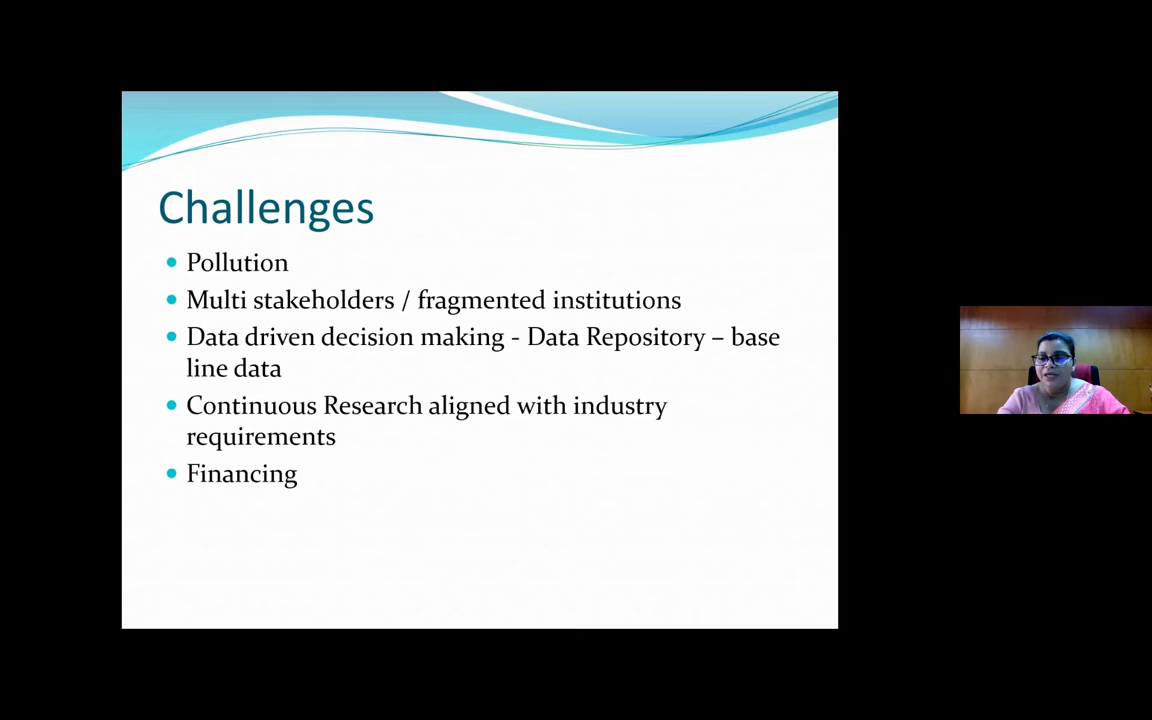 Challenges
Pollution
Multi stakeholders / fragmented institutions
Data driven decision making - Data Repository – base
line data
Continuous Research aligned with industry
requirements
Financing